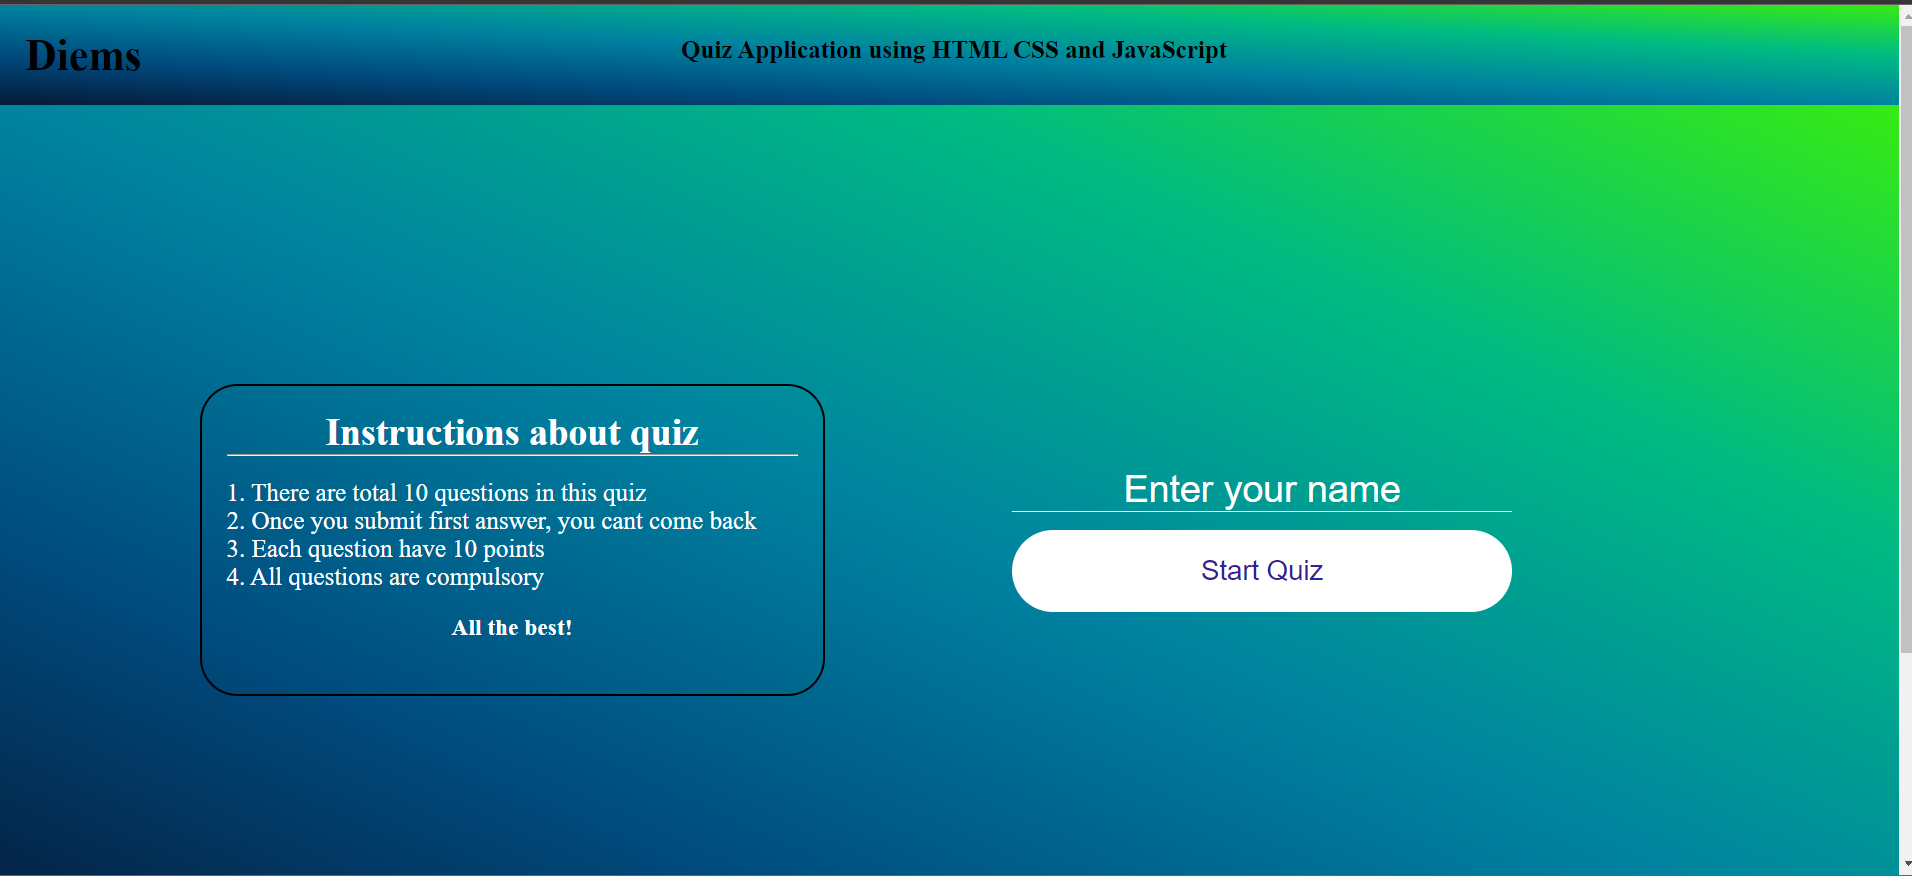 Diems
Quiz Application using HTML CSS and JavaScript
Instructions about quiz
1. There are total 10 questions in this quiz
2. Once you submit first answer, you cant come back
3. Each question have 10 points
4. All questions are compulsory
All the best!
Enter your name
Start Quiz